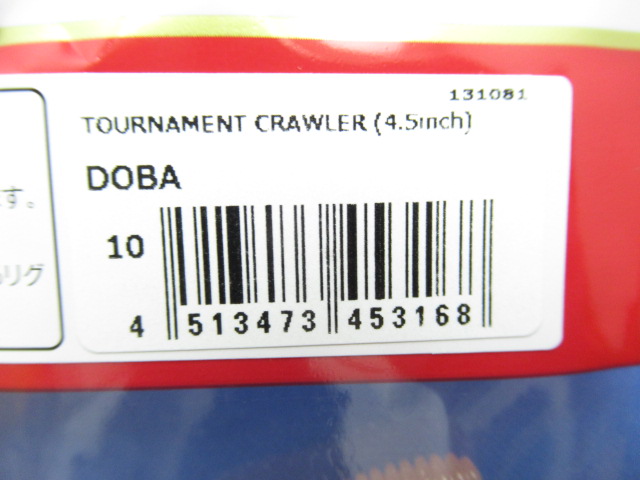 131081
TOURNAMENT CRAWLER (4.5inch)
DOBA
10
4 513473 453168
す。
リグ